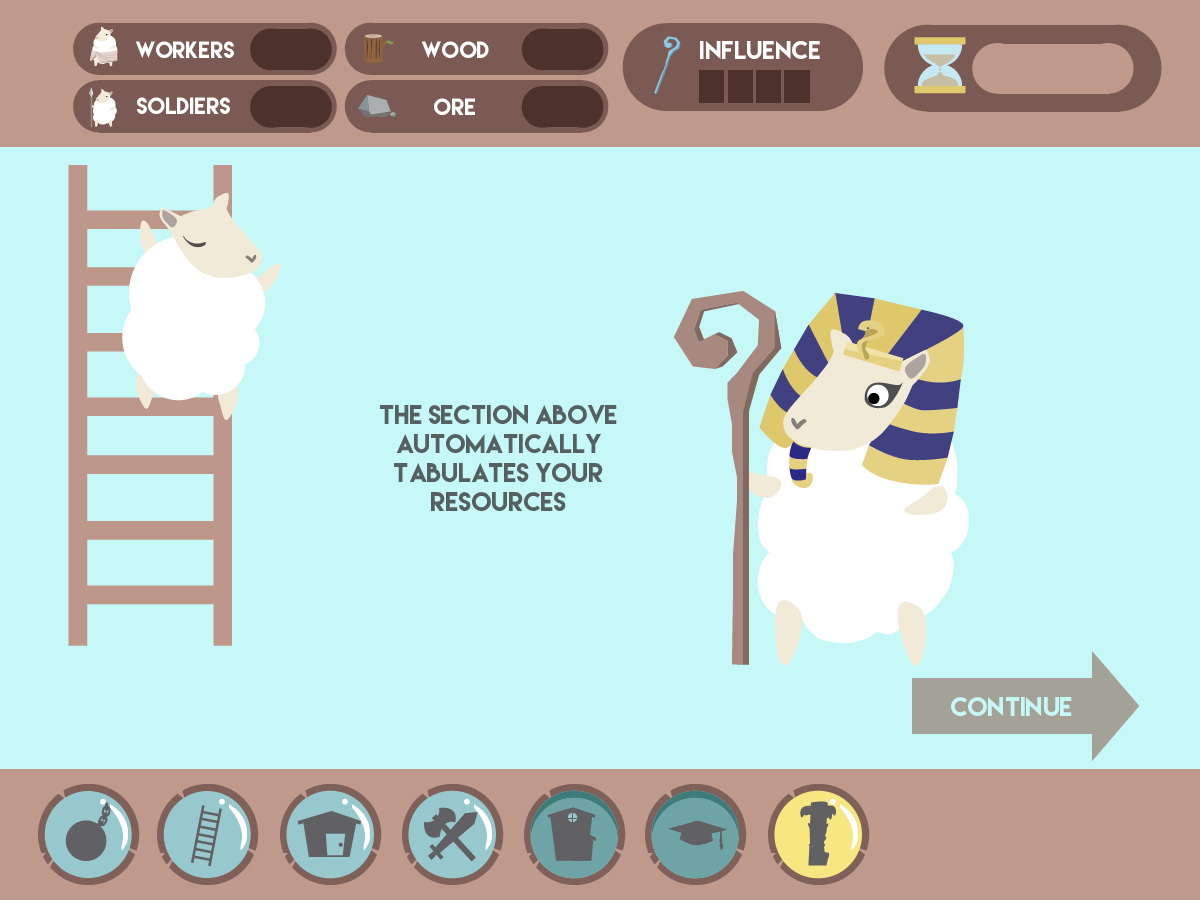 WORKERS
WOOD
INFLUENCE
SOLDIERS
ORE
THE SECTION ABOVE
AUTOMATICALLY
TABULATES YOUR
RESOURCES
CONTINUE